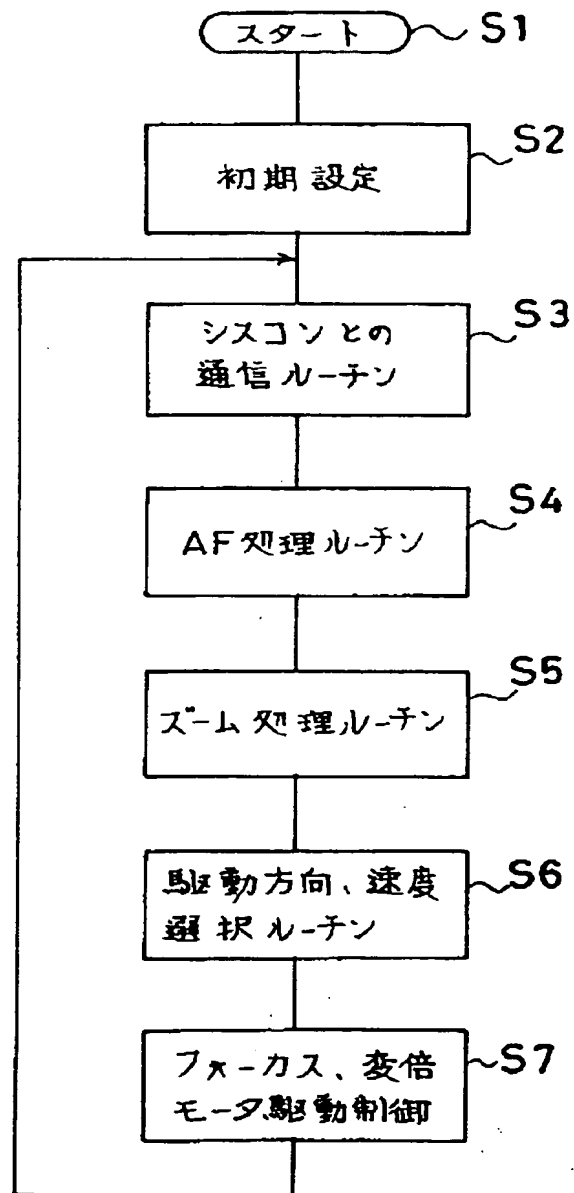 スタート
S1
初期設定
S2
シスコンとの
通信ルーチン
S3
AF処理ルーチン
S4
ズーム処理ルーチン
S5
駆動方向、速度
選択ルーチン
S6
フォーカス、変倍
モータ駆動制御
S7